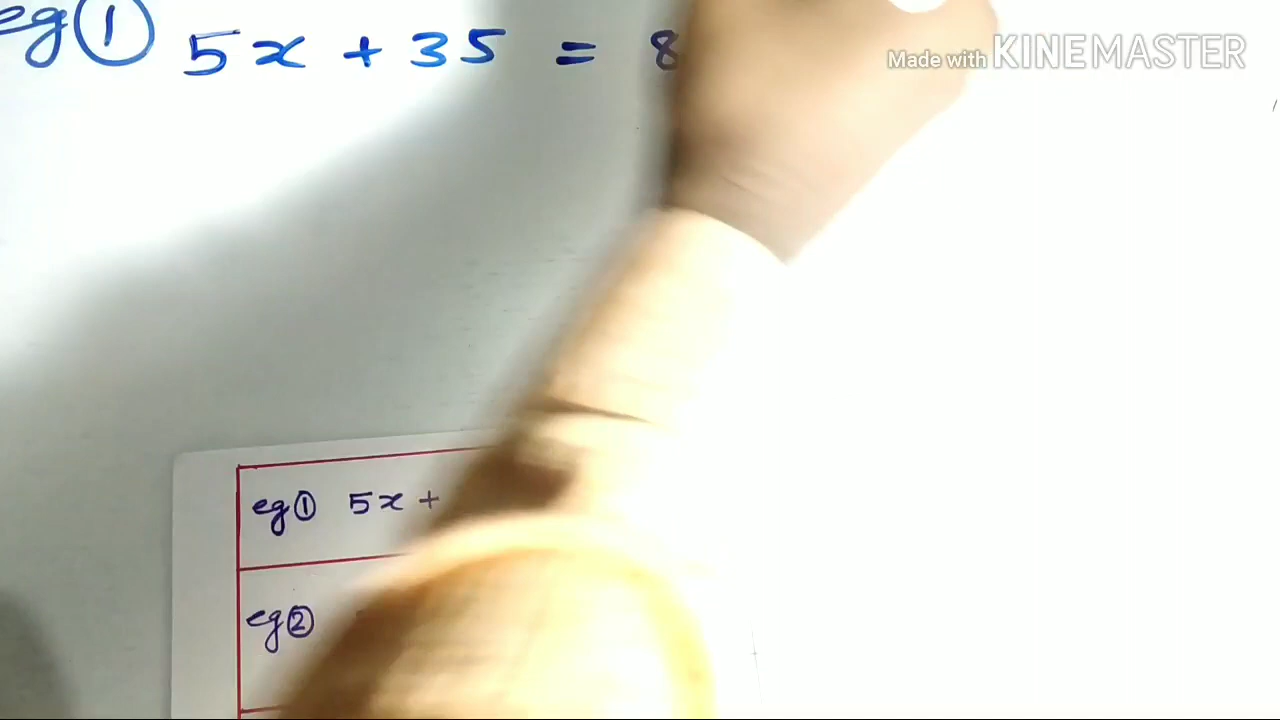 eg① 5x + 35 = 8
Made with KINEMASTER
eg① 5x +
eg②